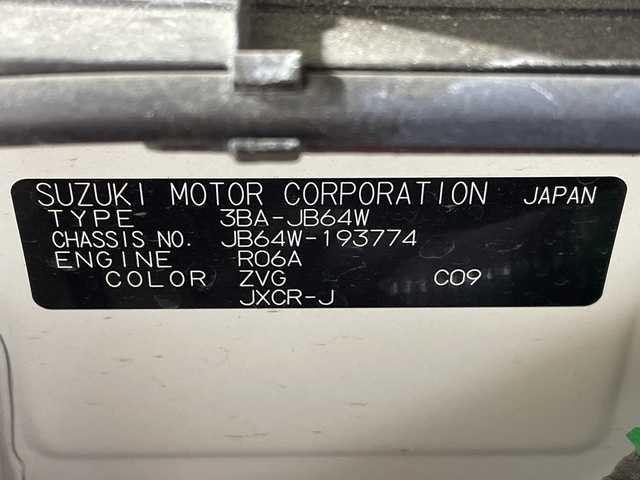 SUZUKI MOTOR CORPORATION JAPAN
TYPE 3BA-JB64W
CHASSIS NO. JB64W-193774
ENGINE R06A
COLOR ZVG C09
JXCR-J